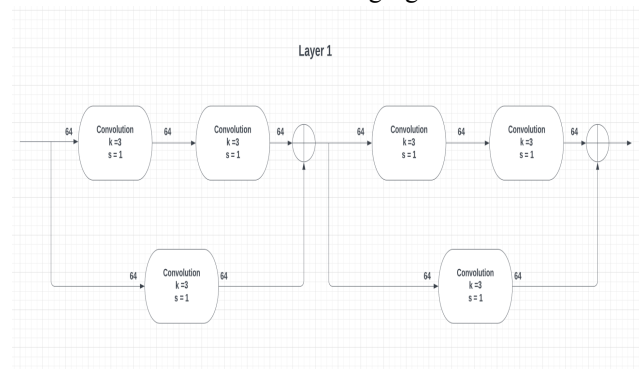 Layer 1
64
Convolution
k =3
s = 1
64
Convolution
k =3
s = 1
64
64
Convolution
k =3
s = 1
64
Convolution
k =3
s = 1
64
64
Convolution
k =3
s = 1
64
64
Convolution
k =3
s = 1
64